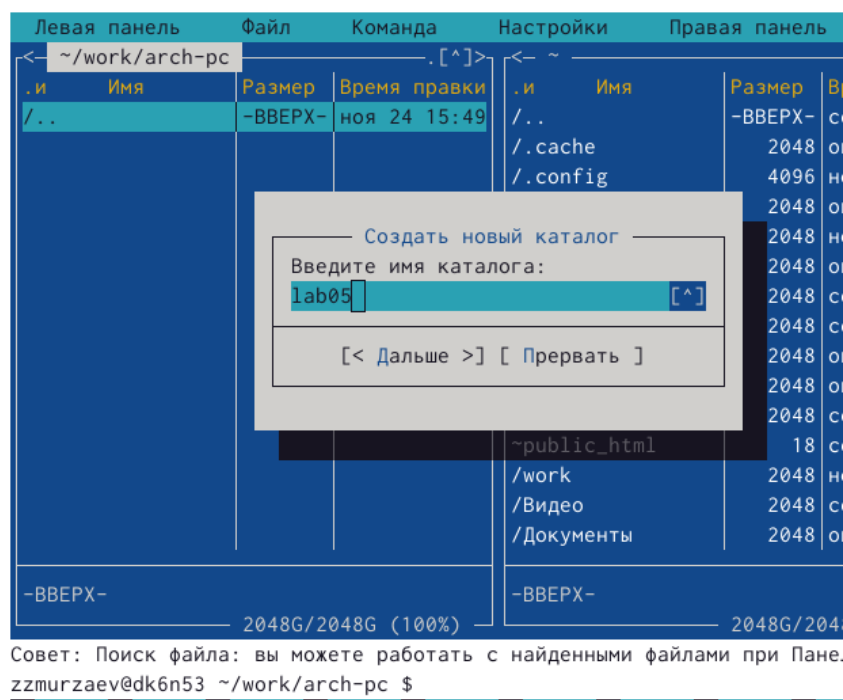 Левая панель Файл Команда Настройки Правая панель
<— ~/work/arch-pc .[^]> <— ~
.и Имя Размер Время правки .и Имя Размер
/.. -ВВЕРХ- ноя 24 15:49 /.. -ВВЕРХ-
/.cache 2048
/.config 4096
2048
Создать новый каталог 2048
Введите имя каталога: 2048
lab05 [^] 2048
2048
[< Дальше >] [ Прервать ] 2048
2048
2048
~public_html 18
/work 2048
/Видео 2048
/Документы 2048
-ВВЕРХ- -ВВЕРХ-
2048G/2048G (100%) 2048G/204
Совет: Поиск файла: вы можете работать с найденными файлами при
zzmurzaev@dk6n53 ~/work/arch-pc $